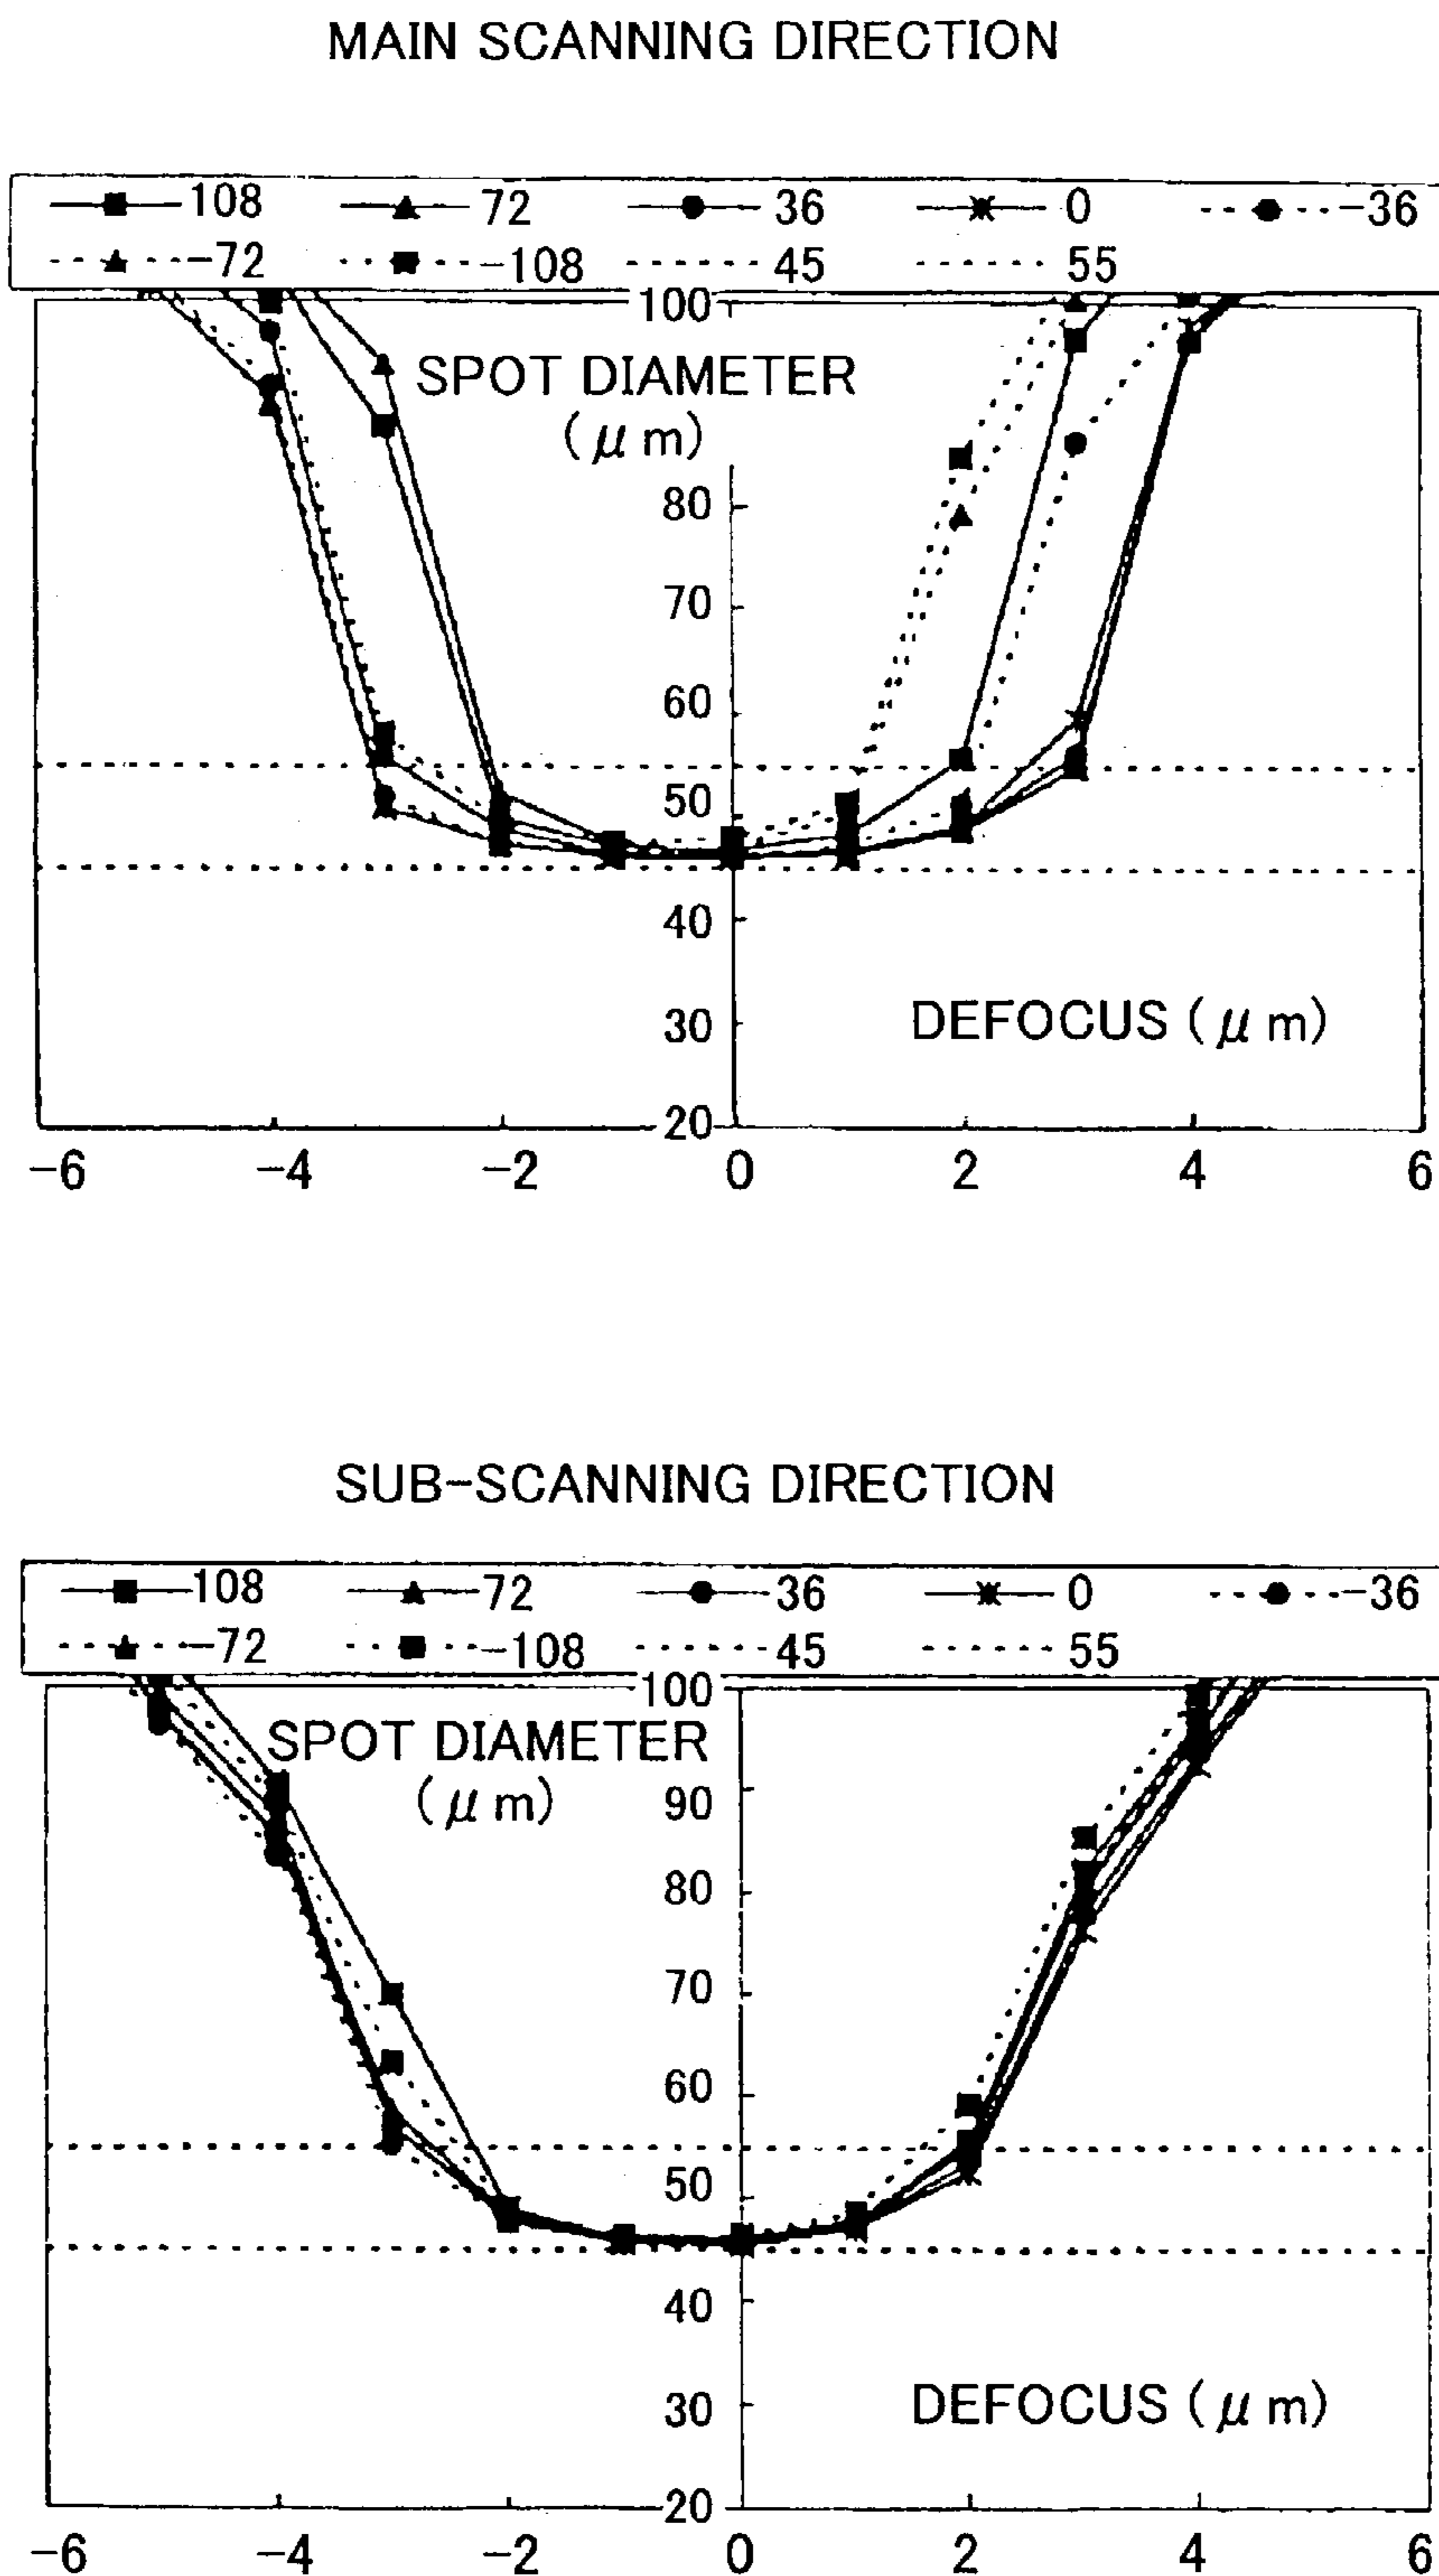 MAIN SCANNING DIRECTION
108 72 36 0 -36
-72 -108 45 55
100
SPOT DIAMETER
(μm)
80
70
60
50
40
30 DEFOCUS (μm)
20
-6 -4 -2 0 2 4 6
SUB-SCANNING DIRECTION
108 72 36 0 -36
-72 -108 45 55
100
SPOT DIAMETER
(μm) 90
80
70
60
50
40
30 DEFOCUS (μm)
20
-6 -4 -2 0 2 4 6